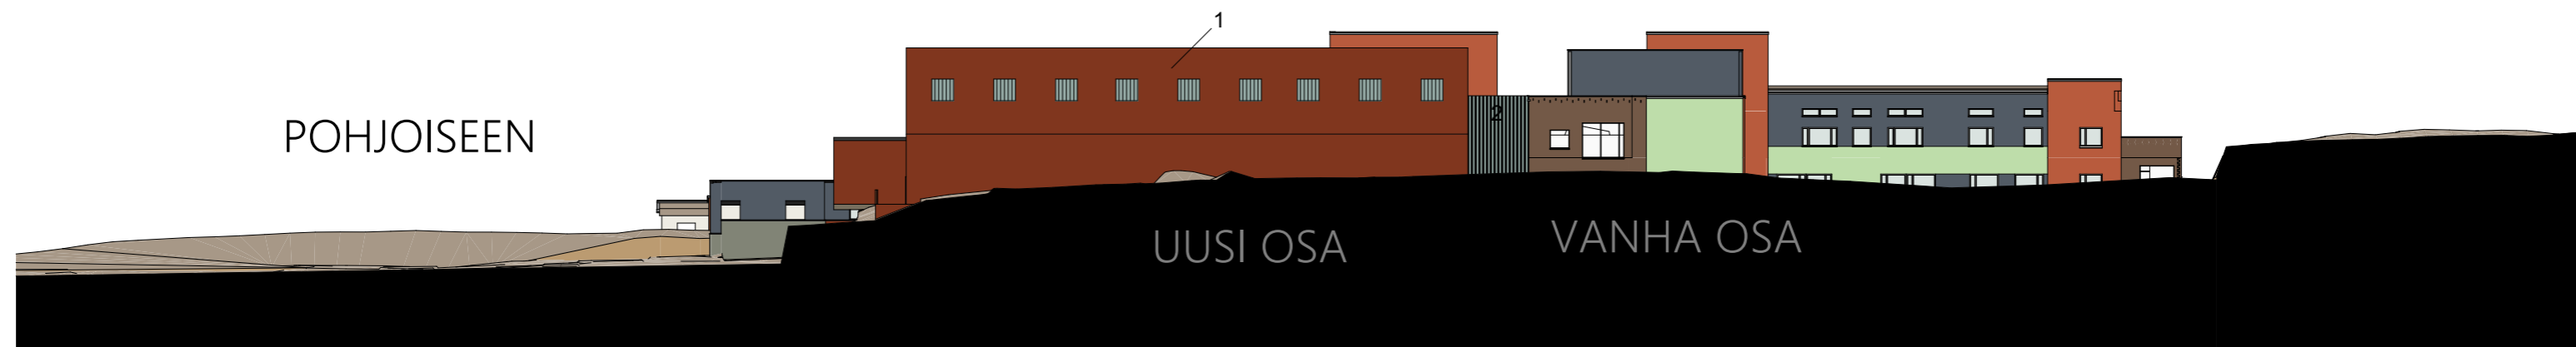 1
2
POHJOISEEN
UUSI OSA
VANHA OSA